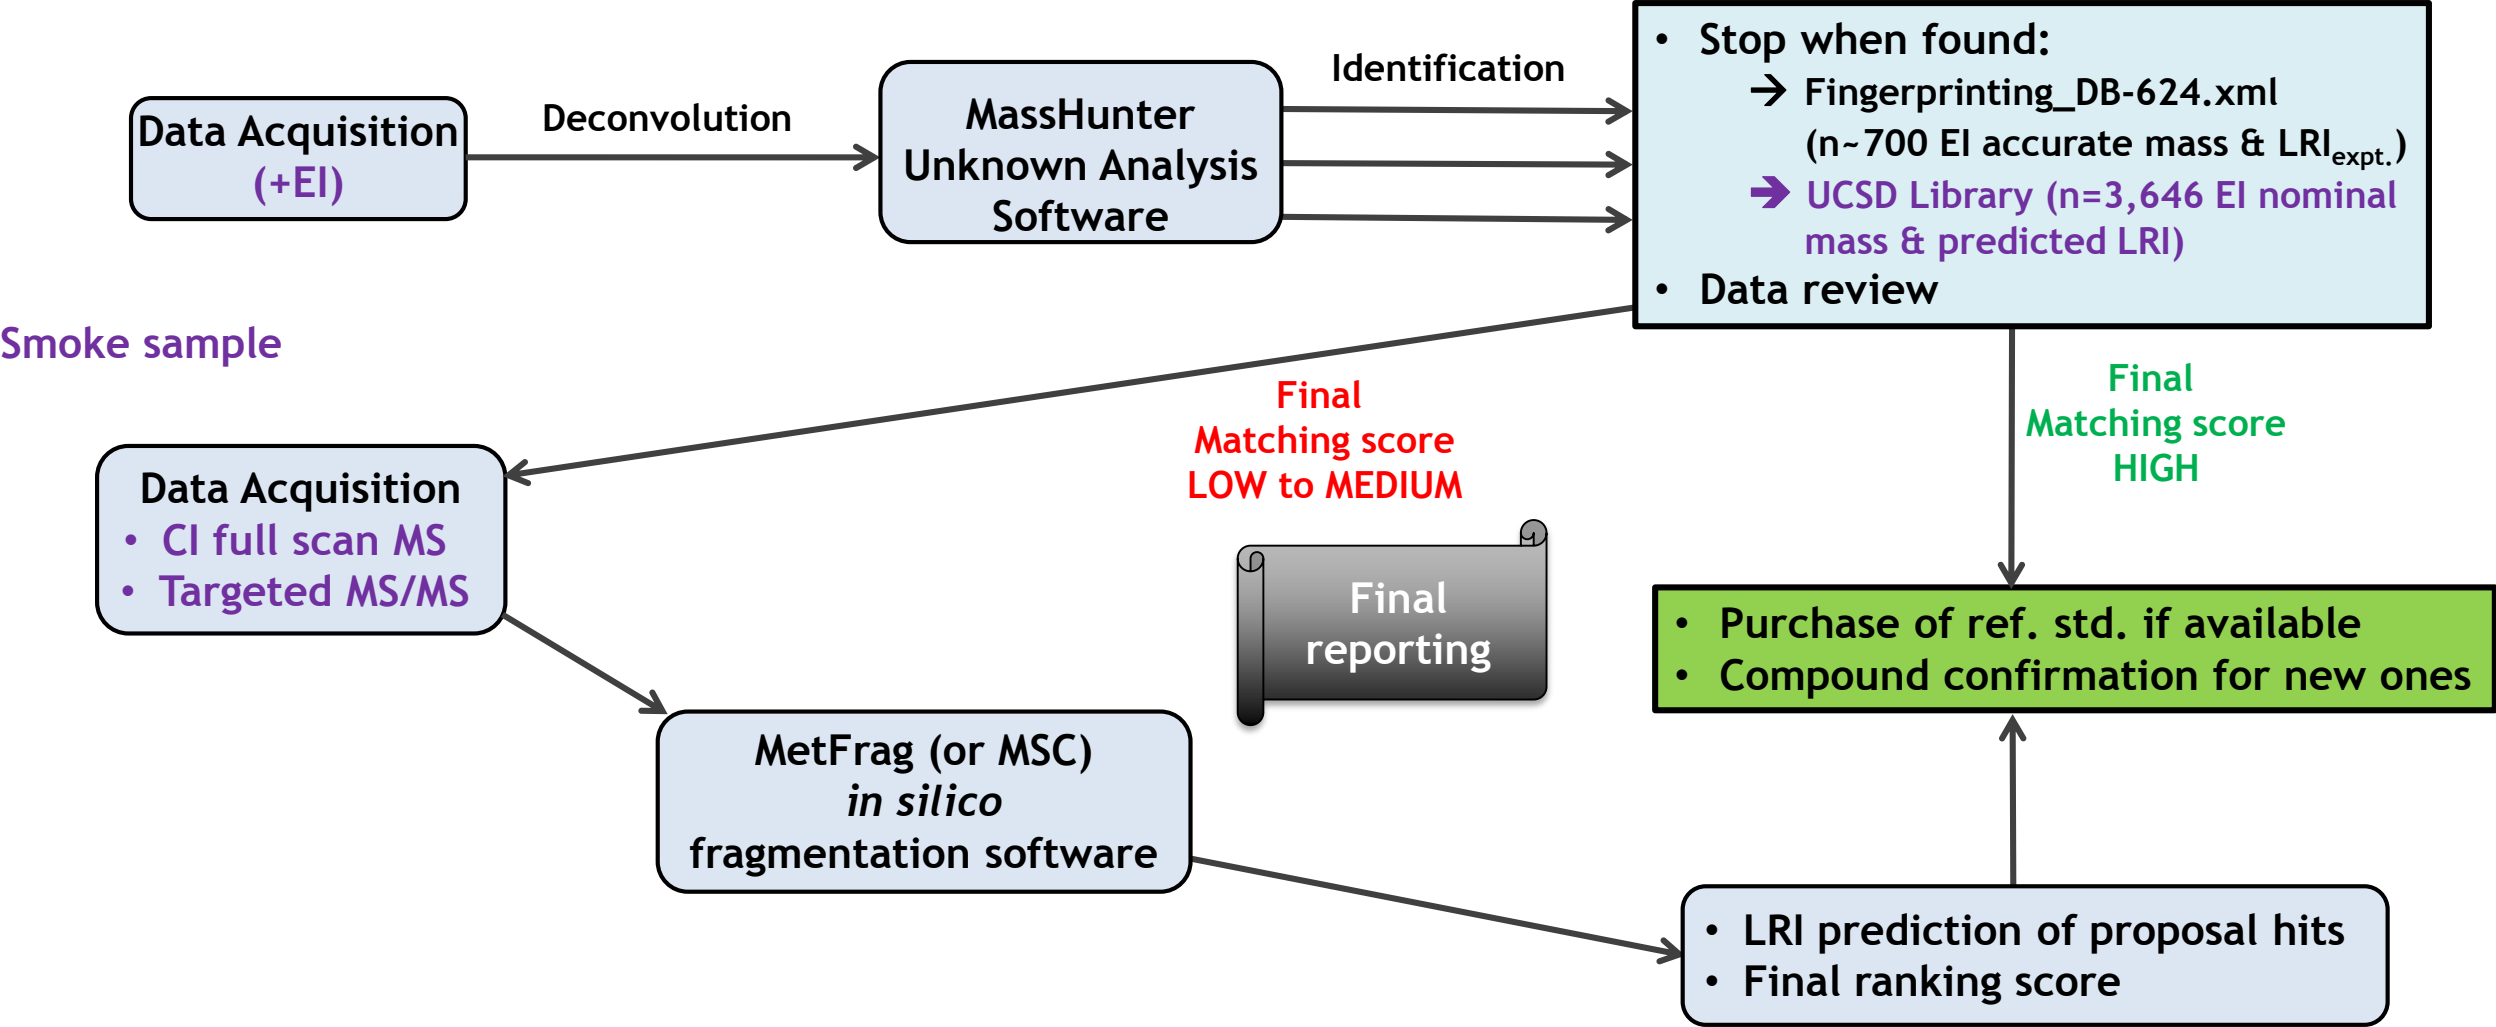 Data Acquisition
(+EI)
Deconvolution
MassHunter
Unknown Analysis
Software
Identification
• Stop when found:
➔ Fingerprinting_DB-624.xml
(n~700 EI accurate mass & LRIexpt.)
➔ UCSD Library (n=3,646 EI nominal
mass & predicted LRI)
• Data review
Smoke sample
Final
Matching score
LOW to MEDIUM
Final
Matching score
HIGH
Data Acquisition
• CI full scan MS
• Targeted MS/MS
Final
reporting
• Purchase of ref. std. if available
• Compound confirmation for new ones
MetFrag (or MSC)
in silico
fragmentation software
• LRI prediction of proposal hits
• Final ranking score